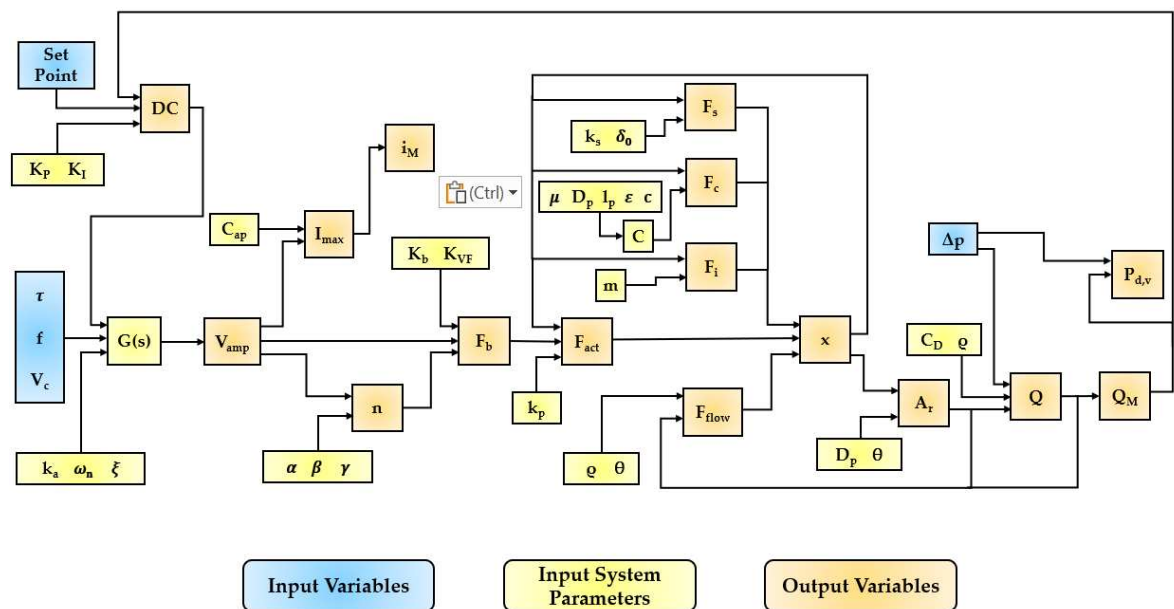 Set
Point
DC
K_P K_I
F_s
k_s δ_0
i_M
(Ctrl)
F_c
μ D_p l_p ε c
C
C_ap
I_max
K_b K_VF
F_i
m
Δp
P_d,v
τ
f
V_c
G(s)
V_amp
F_b
F_act
x
C_D ϱ
n
k_p
F_flow
A_r
Q
Q_M
k_a ω_n ξ
α β γ
ϱ θ
D_p θ
Input Variables
Input System
Parameters
Output Variables